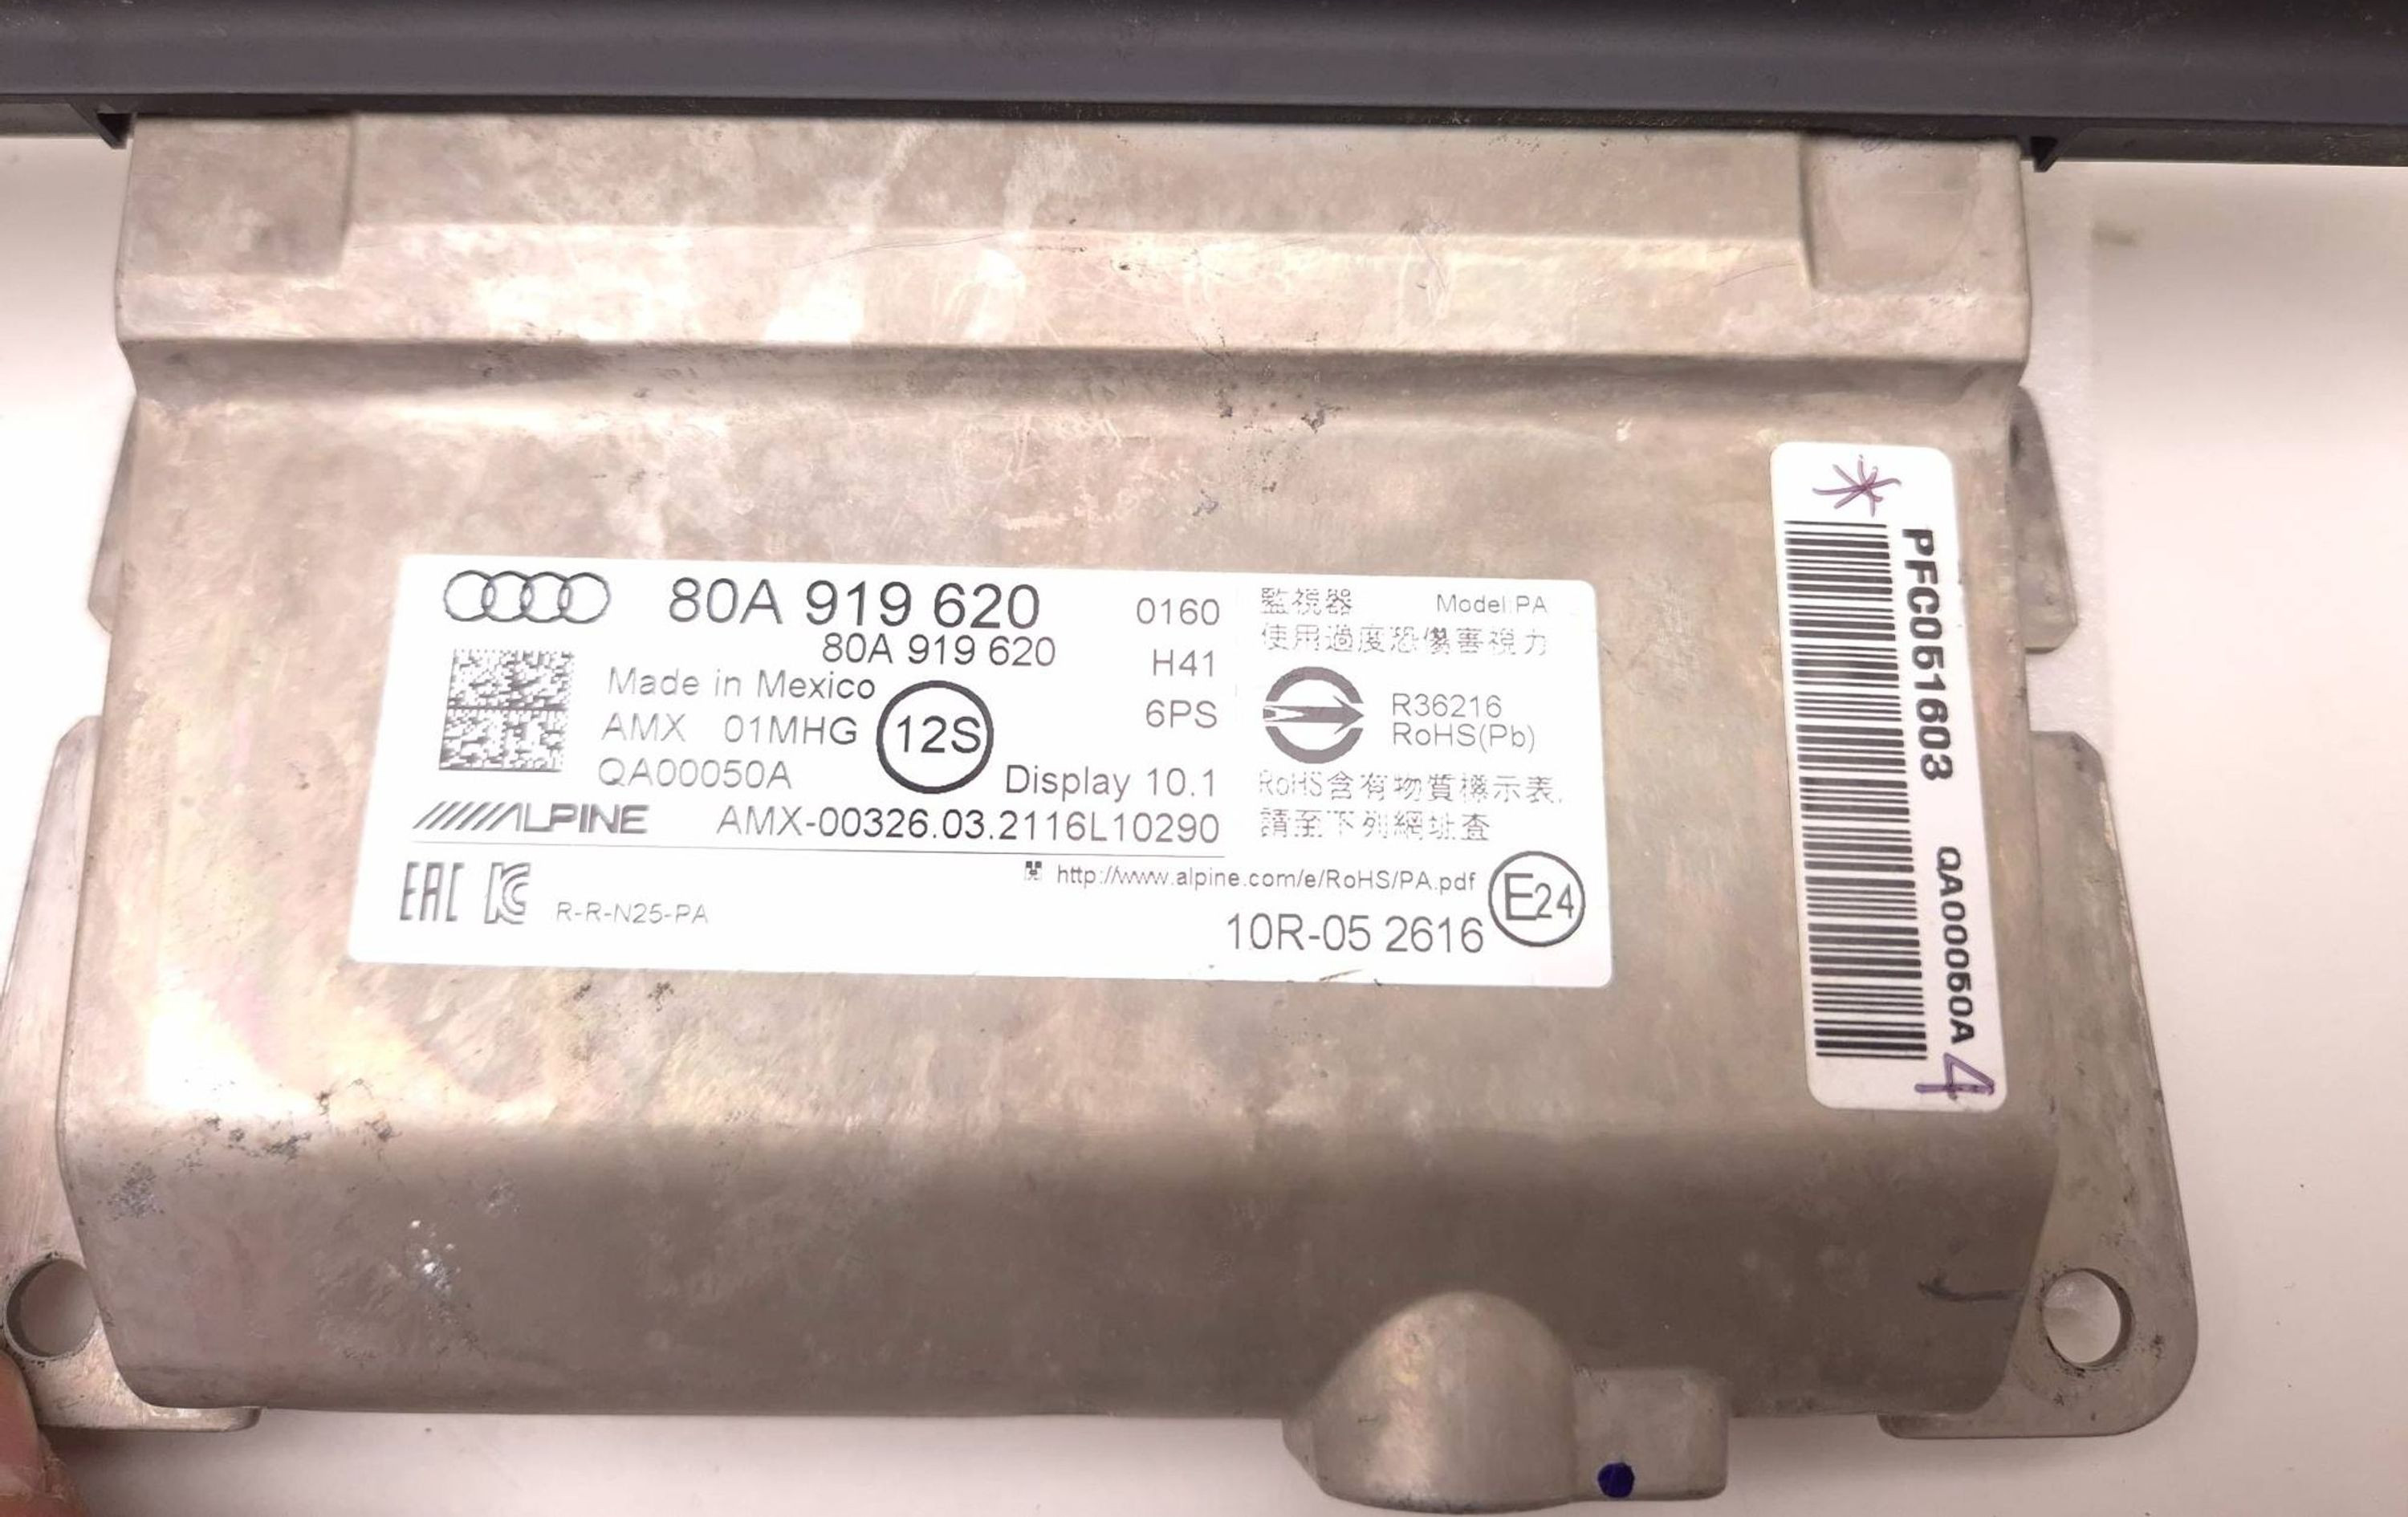 80A 919 620
80A 919 620
Made in Mexico
AMX 01MHG
12S
QA00050A
Display 10.1
ALPINE AMX-00326.03.2116L10290
0160
H41
6PS
監視器 Model:PA
使用過度恐傷害視力
R36216
RoHS(Pb)
RoHS含有物質標示表,
請至下列網址查
http://www.alpine.com/e/RoHS/PA.pdf
EAC KC R-R-N25-PA
10R-05 2616
E24
*
PFC051603 QA00050A
4